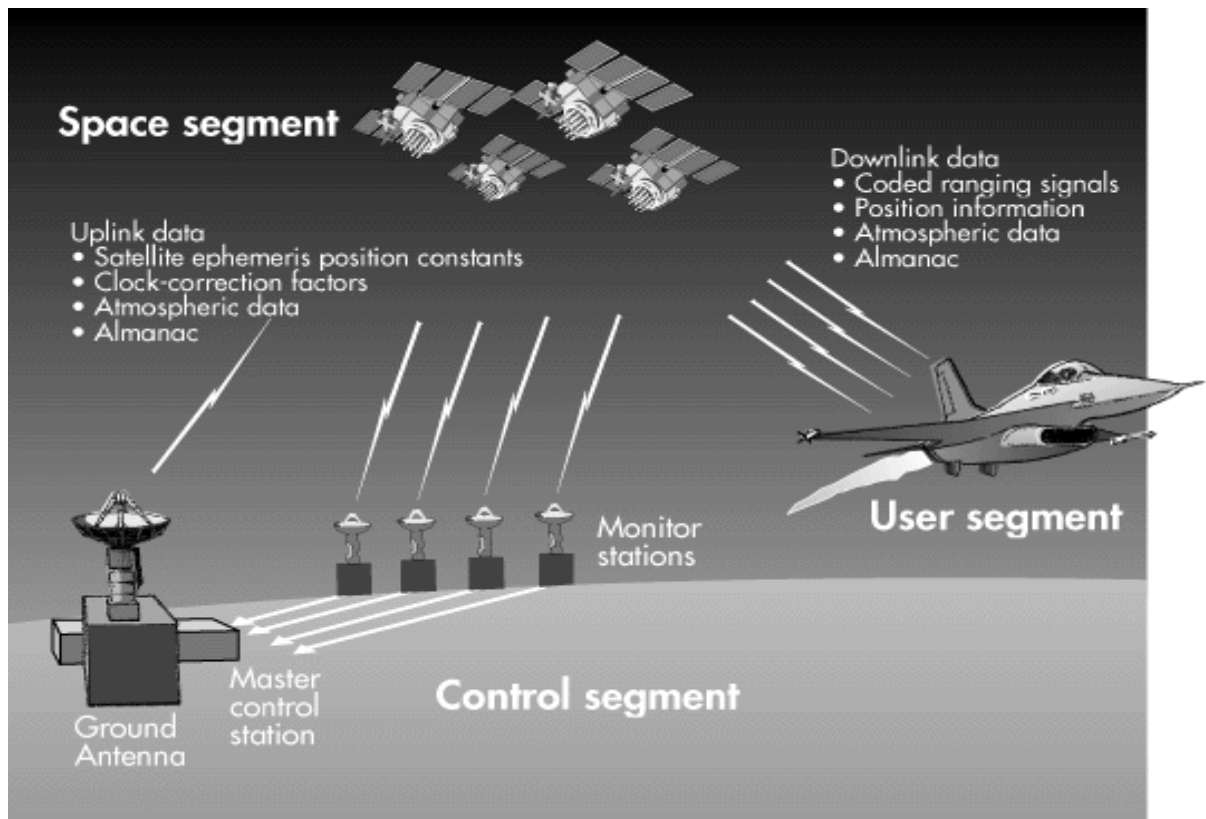 Space segment
Uplink data
• Satellite ephemeris position constants
• Clock-correction factors
• Atmospheric data
• Almanac
Downlink data
• Coded ranging signals
• Position information
• Atmospheric data
• Almanac
User segment
Monitor
stations
Control segment
Master
control
station
Ground
Antenna